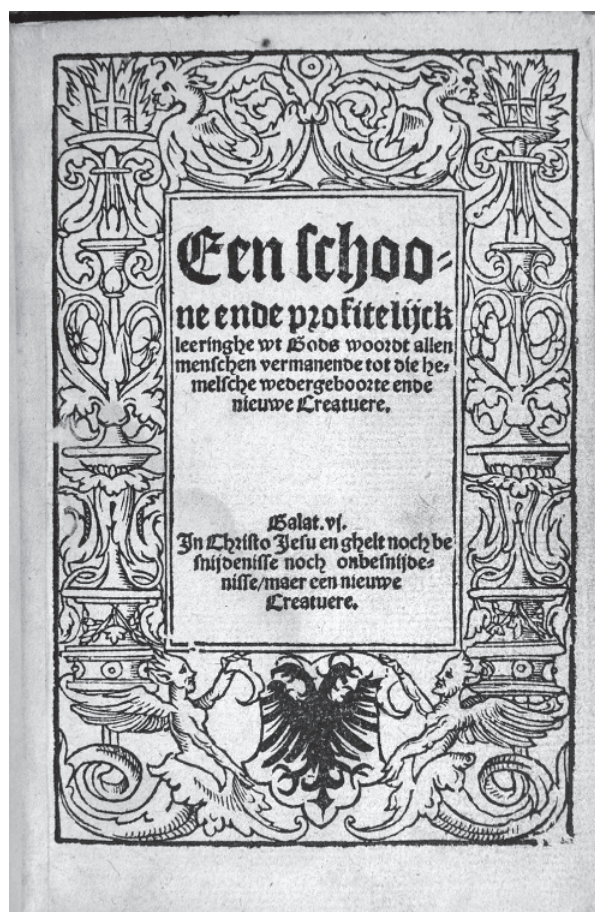 Een schoo⸗
ne ende profitelijck
leeringhe wt Gods woordt allen
menschen vermanende tot die he⸗
melsche wedergeboorte ende
nieuwe Creatuere.
Galat.vj.
In Christo Jesu en ghelt noch be
snijdenisse noch onbesnijde⸗
nisse/maer een nieuwe
Creatuere.